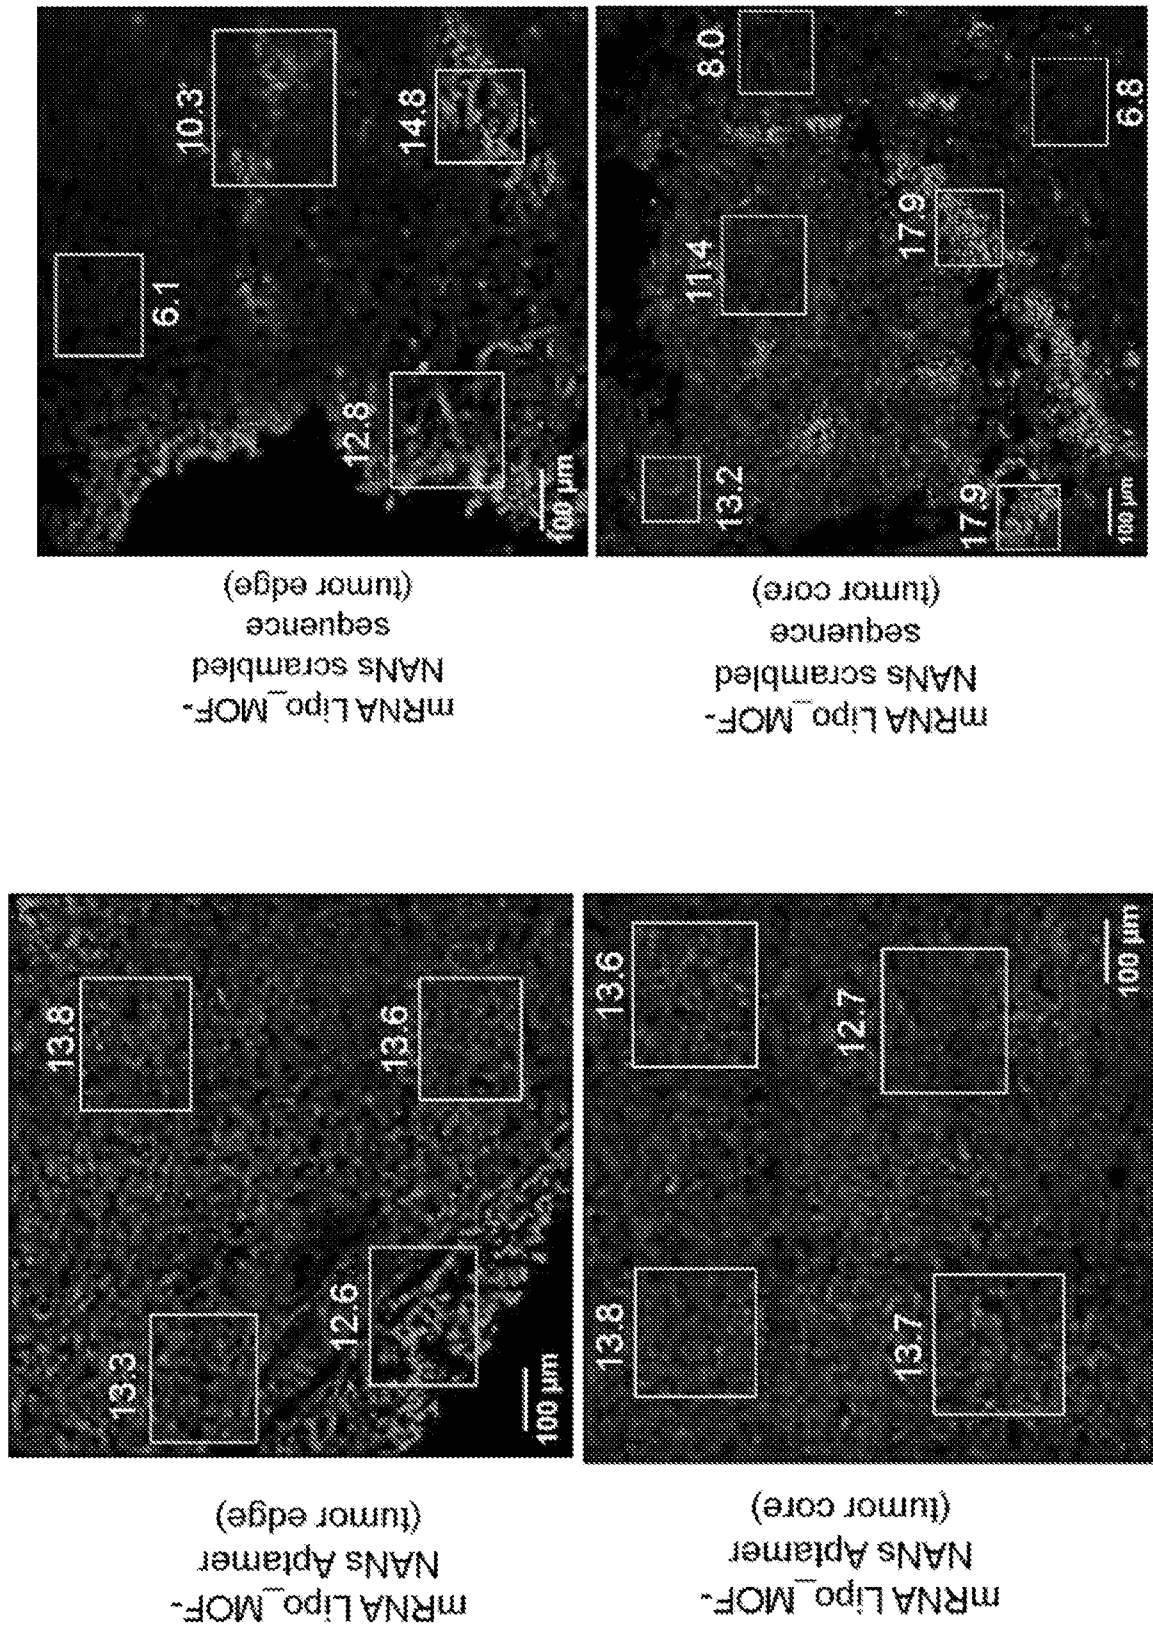 10.3
6.1
14.8
12.8
100 µm
8.0
11.4
17.9
6.8
13.2
17.9
100 µm
mRNA Lipo_MOF-
NANs scrambled
sequence
(tumor edge)
mRNA Lipo_MOF-
NANs scrambled
sequence
(tumor core)
13.8
13.6
13.3
12.6
100 µm
13.6
12.7
13.8
13.7
100 µm
mRNA Lipo_MOF-
NANs Aptamer
(tumor edge)
mRNA Lipo_MOF-
NANs Aptamer
(tumor core)